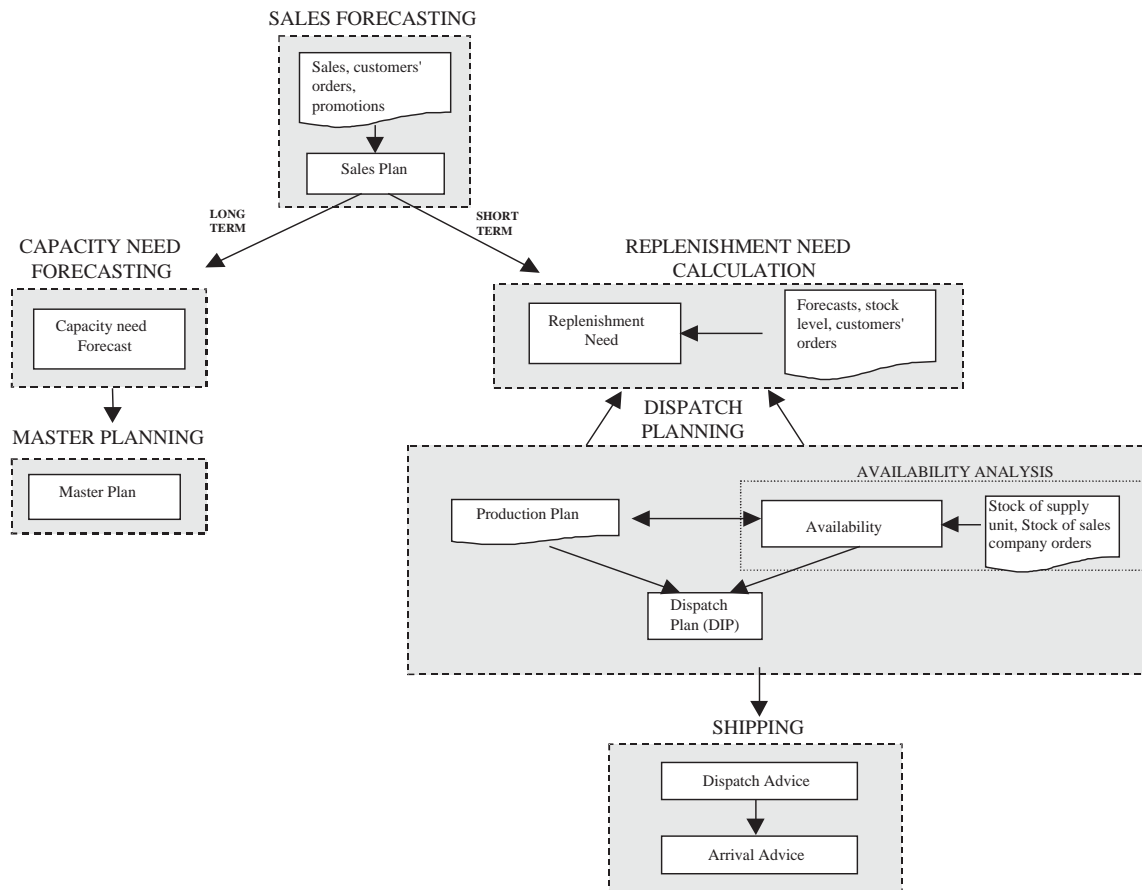 SALES FORECASTING
Sales, customers'
orders,
promotions
Sales Plan
LONG
TERM
SHORT
TERM
CAPACITY NEED
FORECASTING
Capacity need
Forecast
REPLENISHMENT NEED
CALCULATION
Replenishment
Need
Forecasts, stock
level, customers'
orders
MASTER PLANNING
Master Plan
DISPATCH
PLANNING
AVAILABILITY ANALYSIS
Production Plan
Availability
Stock of supply
unit, Stock of sales
company orders
Dispatch
Plan (DIP)
SHIPPING
Dispatch Advice
Arrival Advice